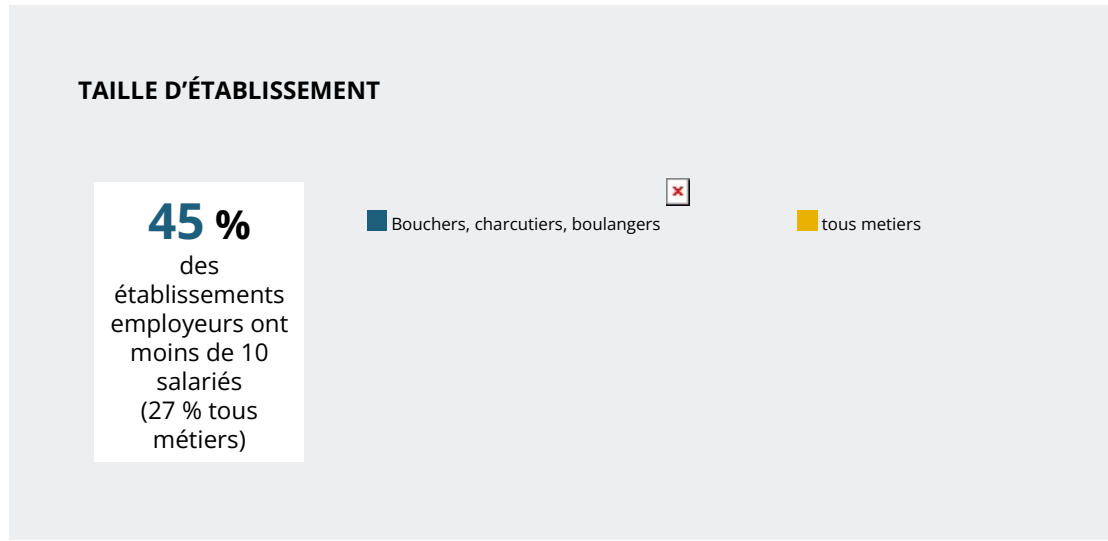 TAILLE D’ÉTABLISSEMENT
45 %
des
établissements
employeurs ont
moins de 10
salariés
(27 % tous
métiers)
Bouchers, charcutiers, boulangers
tous metiers